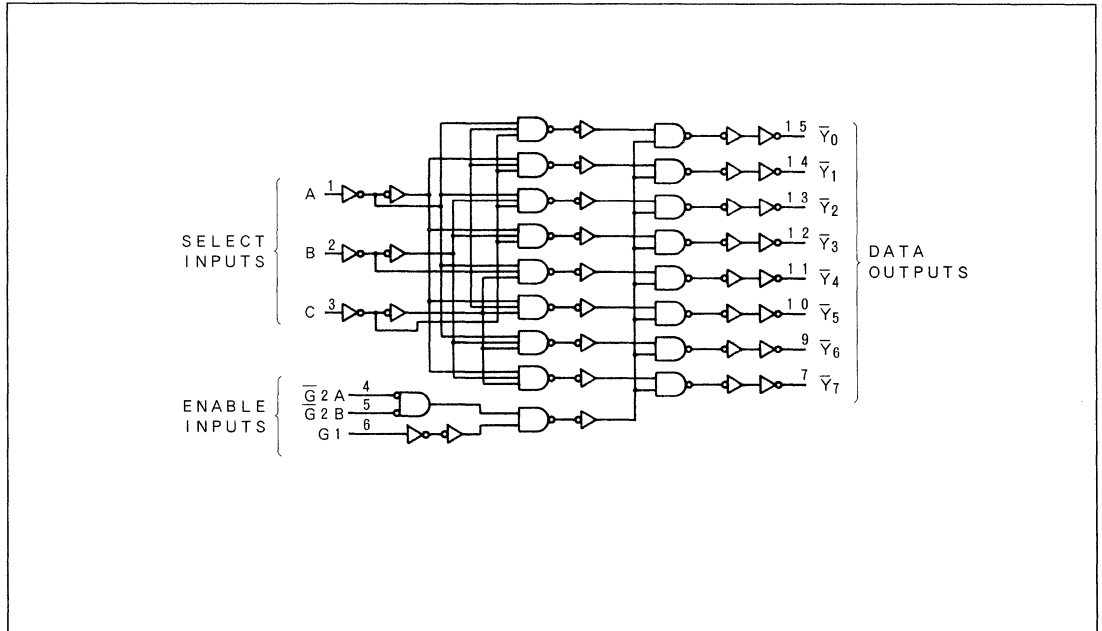 SELECT
INPUTS
A 1
B 2
C 3
ENABLE
INPUTS
G̅2A 4
G̅2B 5
G1 6
15 Y̅0
14 Y̅1
13 Y̅2
12 Y̅3
11 Y̅4
10 Y̅5
9 Y̅6
7 Y̅7
DATA
OUTPUTS